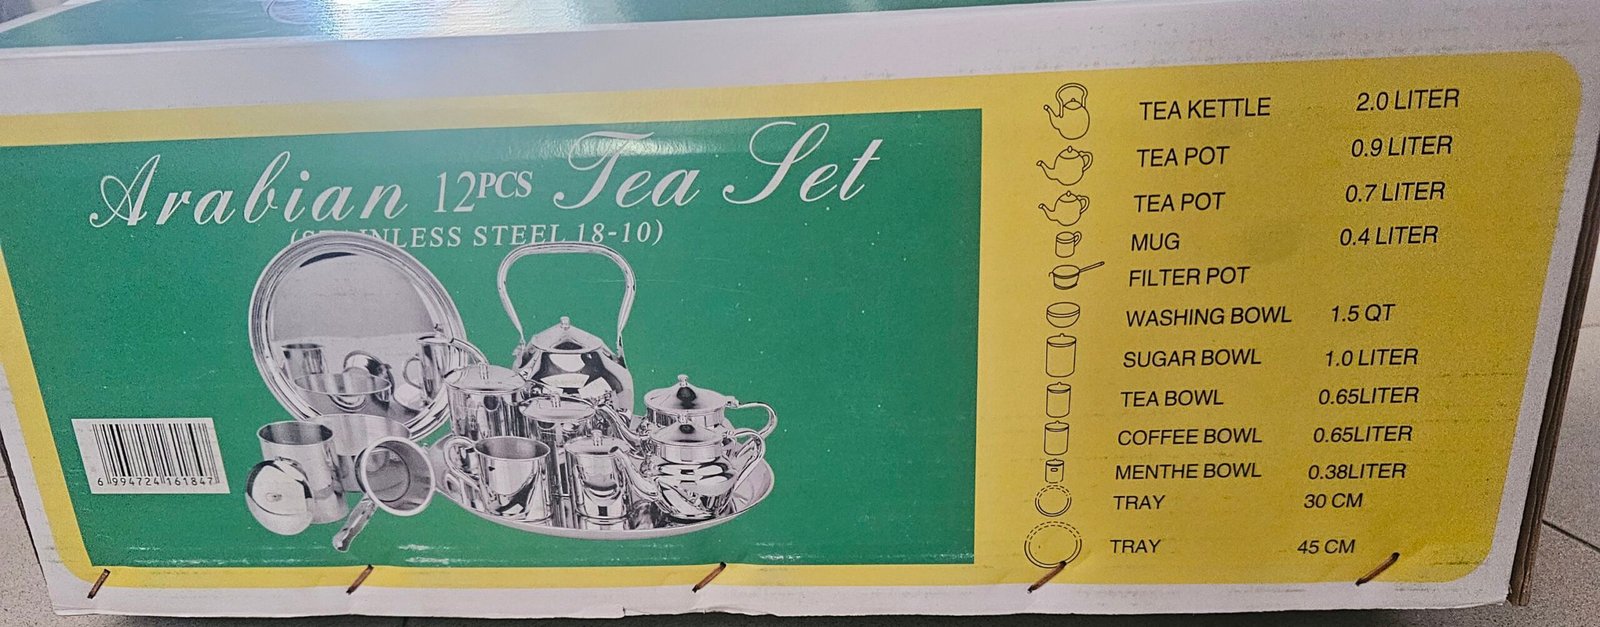 Arabian 12PCS Tea Set
(STAINLESS STEEL 18-10)
6 994724 161847
TEA KETTLE 2.0 LITER
TEA POT 0.9 LITER
TEA POT 0.7 LITER
MUG 0.4 LITER
FILTER POT
WASHING BOWL 1.5 QT
SUGAR BOWL 1.0 LITER
TEA BOWL 0.65LITER
COFFEE BOWL 0.65LITER
MENTHE BOWL 0.38LITER
TRAY 30 CM
TRAY 45 CM